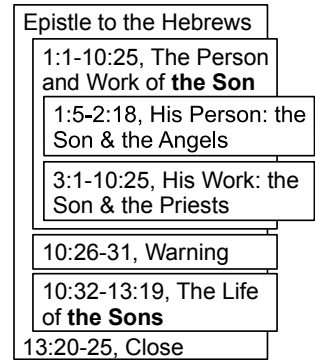 Epistle to the Hebrews
1:1-10:25, The Person
and Work of the Son
1:5-2:18, His Person: the
Son & the Angels
3:1-10:25, His Work: the
Son & the Priests
10:26-31, Warning
10:32-13:19, The Life
of the Sons
13:20-25, Close